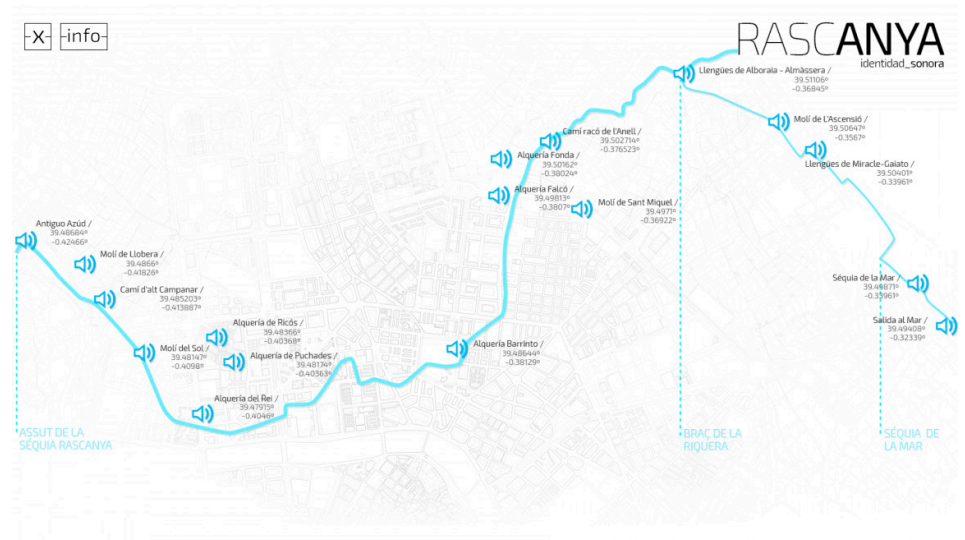 X
info
RASCANYA
identidad_sonora
Llengües de Alboraia - Almàssera /
39.51106º
-0.36845º
Molí de L'Ascensió /
39.50647º
-0.3567º
Camí racó de l'Anell /
39.502714º
-0.376523º
Alquería Fonda /
39.50162º
-0.38024º
Llengües de Miracle-Gaiato /
39.50401º
-0.33961º
Alquería Falcó /
39.49813º
-0.3807º
Molí de Sant Miquel /
39.4971º
-0.36922º
Antiguo Azúd /
39.48684º
-0.42466º
Molí de Llobera /
39.4866º
-0.41826º
Camí d'alt Campanar /
39.485203º
-0.413887º
Séquia de la Mar /
39.49871º
-0.33961º
Salida al Mar /
39.49408º
-0.32339º
Alquería de Ricós /
39.48366º
-0.40368º
Molí del Sol /
39.48147º
-0.4098º
Alquería de Puchades /
39.48174º
-0.40363º
Alquería Barrinto /
39.48644º
-0.38129º
Alquería del Rei /
39.47915º
-0.4046º
ASSUT DE LA
SÉQUIA RASCANYA
BRAÇ DE LA
RIQUERA
SÉQUIA DE
LA MAR